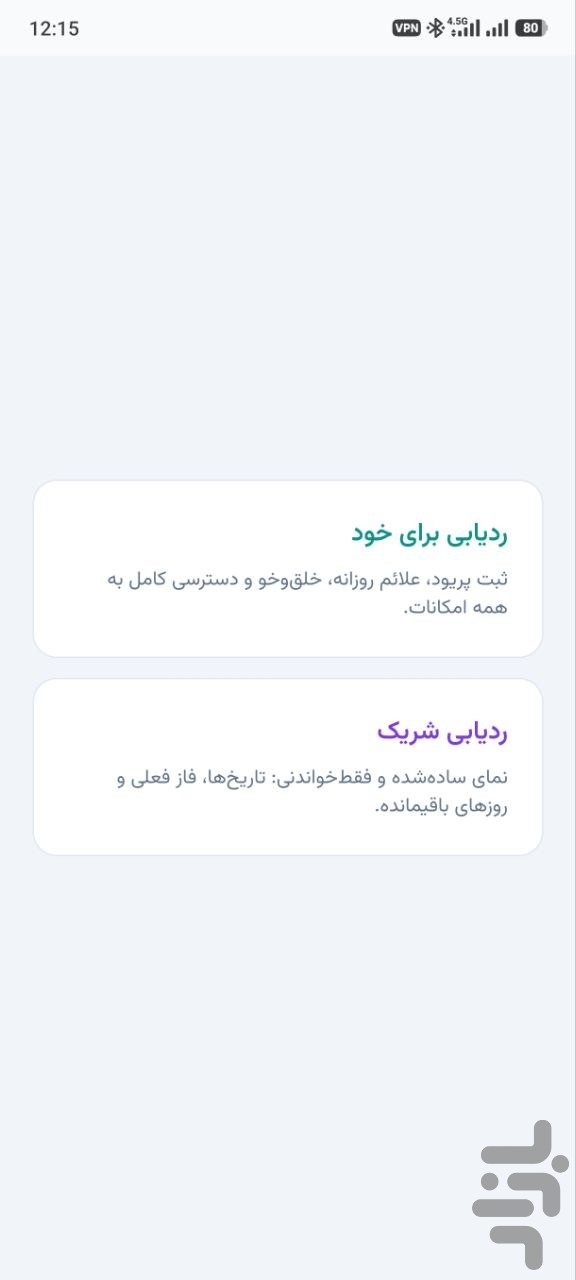 12:15
VPN 4.5G 80
ردیابی برای خود
ثبت پریود، علائم روزانه، خلق‌وخو و دسترسی کامل به
همه امکانات.
ردیابی شریک
نمای ساده‌شده و فقط‌خواندنی: تاریخ‌ها، فاز فعلی و
روزهای باقیمانده.
بازار